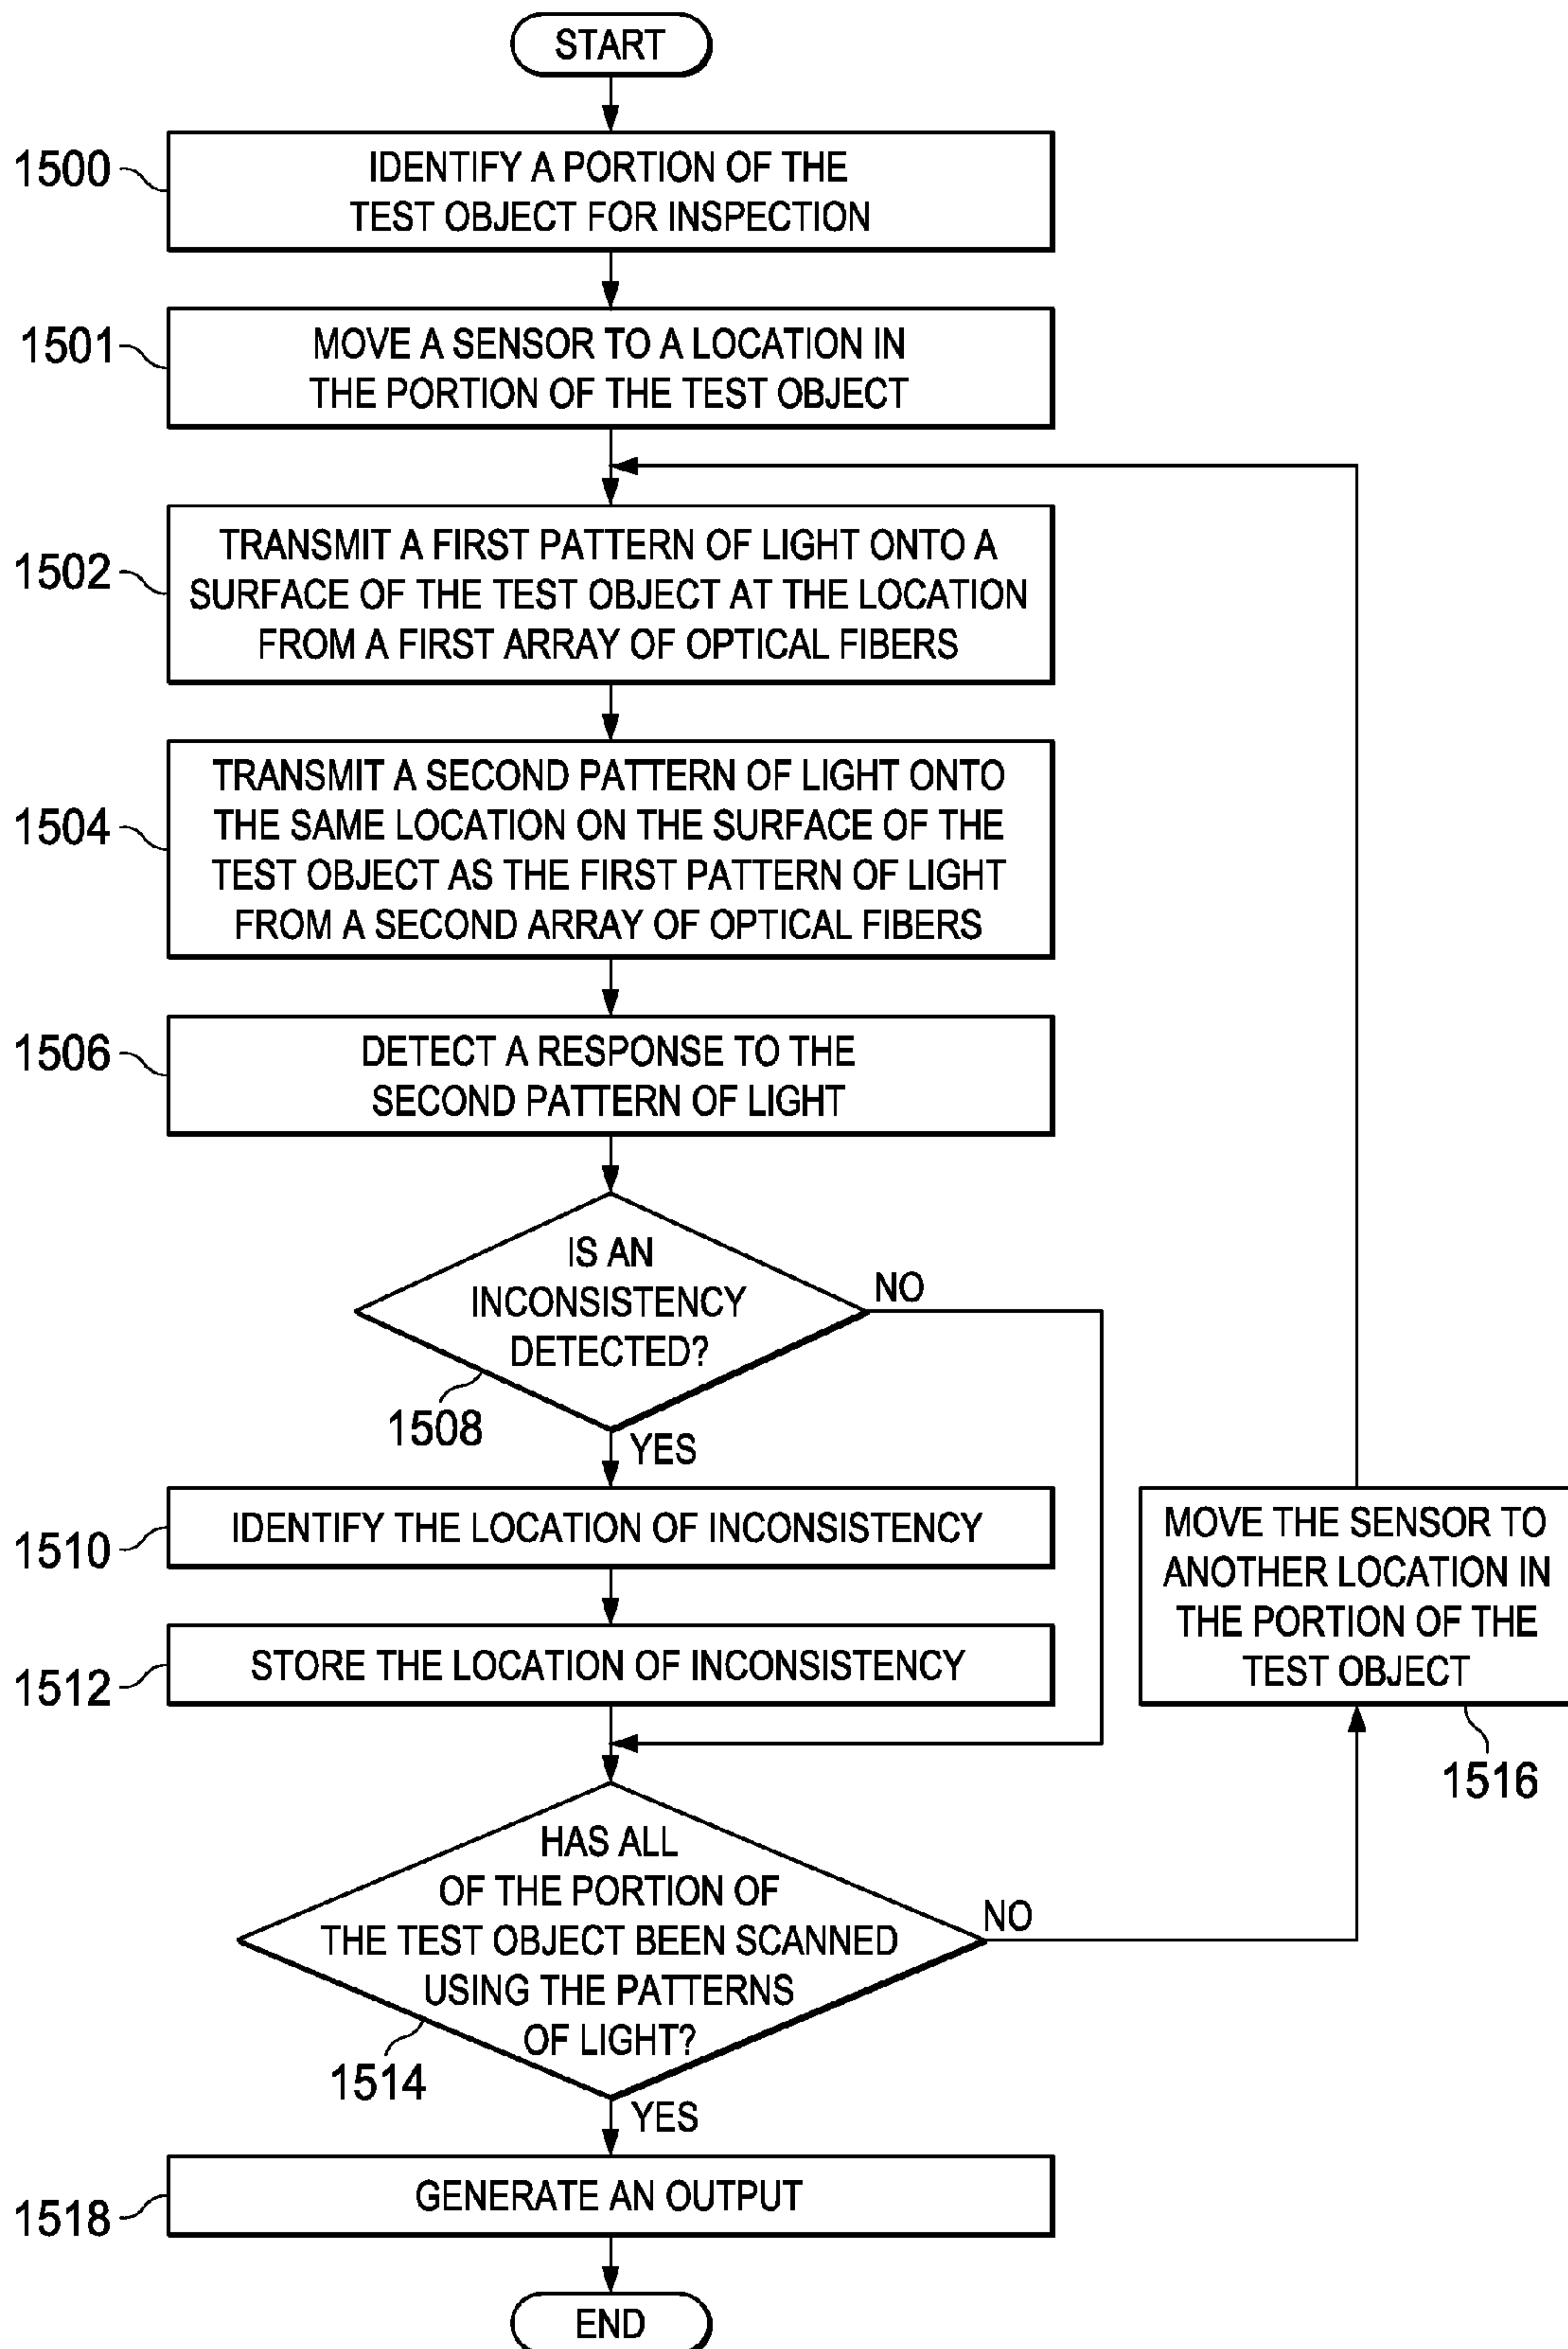 START
1500
IDENTIFY A PORTION OF THE
TEST OBJECT FOR INSPECTION
1501
MOVE A SENSOR TO A LOCATION IN
THE PORTION OF THE TEST OBJECT
1502
TRANSMIT A FIRST PATTERN OF LIGHT ONTO A
SURFACE OF THE TEST OBJECT AT THE LOCATION
FROM A FIRST ARRAY OF OPTICAL FIBERS
1504
TRANSMIT A SECOND PATTERN OF LIGHT ONTO
THE SAME LOCATION ON THE SURFACE OF THE
TEST OBJECT AS THE FIRST PATTERN OF LIGHT
FROM A SECOND ARRAY OF OPTICAL FIBERS
1506
DETECT A RESPONSE TO THE
SECOND PATTERN OF LIGHT
IS AN
INCONSISTENCY
DETECTED?
NO
1508
YES
1510
IDENTIFY THE LOCATION OF INCONSISTENCY
1512
STORE THE LOCATION OF INCONSISTENCY
MOVE THE SENSOR TO
ANOTHER LOCATION IN
THE PORTION OF THE
TEST OBJECT
1516
HAS ALL
OF THE PORTION OF
THE TEST OBJECT BEEN SCANNED
USING THE PATTERNS
OF LIGHT?
NO
1514
YES
1518
GENERATE AN OUTPUT
END